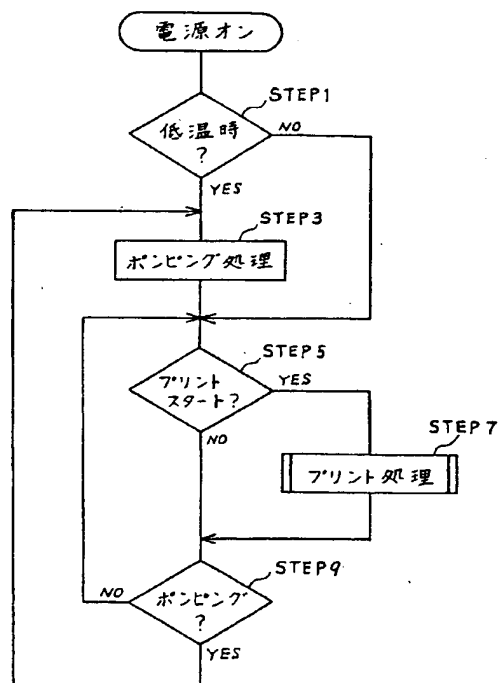 電源オン
STEP1
低温時
?
NO
YES
STEP3
ポンピング処理
STEP5
プリント
スタート?
YES
NO
STEP7
プリント処理
STEP9
ポンピング
?
NO
YES